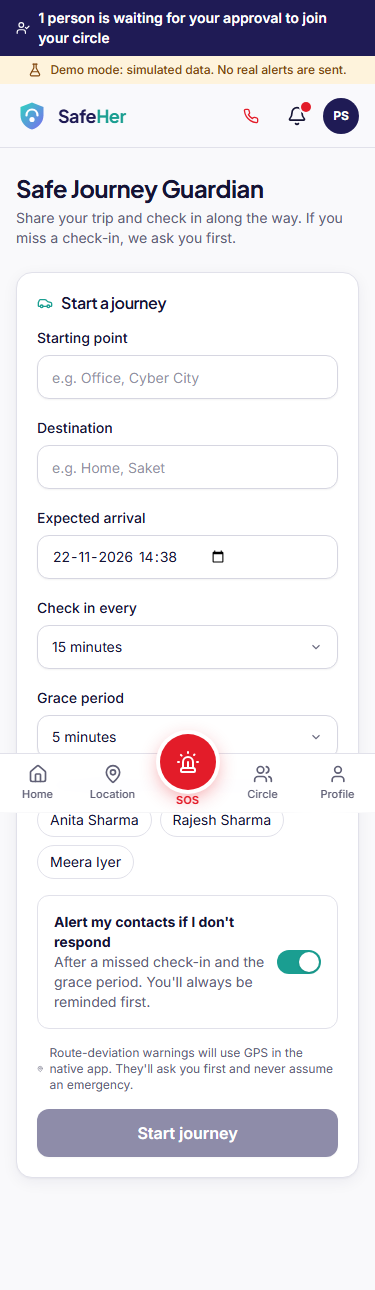 1 person is waiting for your approval to join
your circle
Demo mode: simulated data. No real alerts are sent.
SafeHer
PS
Safe Journey Guardian
Share your trip and check in along the way. If you
miss a check-in, we ask you first.
Start a journey
Starting point
e.g. Office, Cyber City
Destination
e.g. Home, Saket
Expected arrival
22-11-2026 14:38
Check in every
15 minutes
Grace period
5 minutes
Home
Location
SOS
Circle
Profile
Anita Sharma
Rajesh Sharma
Meera Iyer
Alert my contacts if I don't
respond
After a missed check-in and the
grace period. You'll always be
reminded first.
Route-deviation warnings will use GPS in the
native app. They'll ask you first and never assume
an emergency.
Start journey